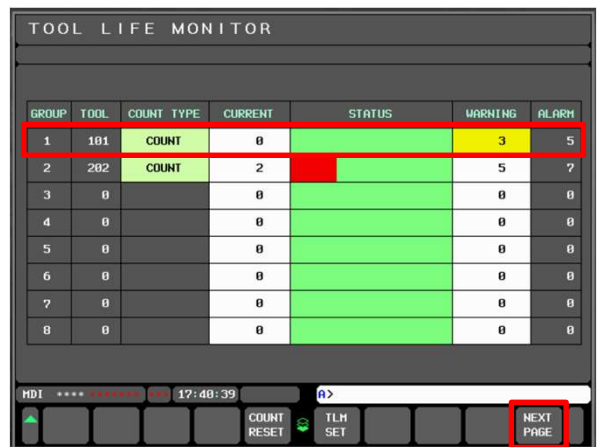 TOOL LIFE MONITOR
GROUP TOOL COUNT TYPE CURRENT STATUS WARNING ALARM
1 101 COUNT 0 3 5
2 202 COUNT 2 5 7
3 0 0 0 0
4 0 0 0 0
5 0 0 0 0
6 0 0 0 0
7 0 0 0 0
8 0 0 0 0
MDI **** 17:40:39 A>
COUNT RESET TLM SET NEXT PAGE